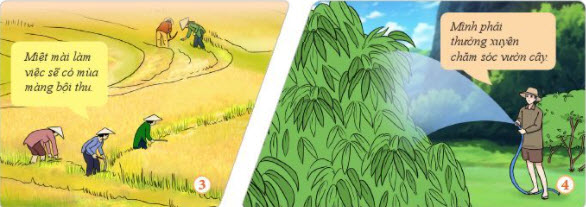 Miệt mài làm
việc sẽ có mùa
màng bội thu.
3
Mình phải
thường xuyên
chăm sóc vườn cây.
4